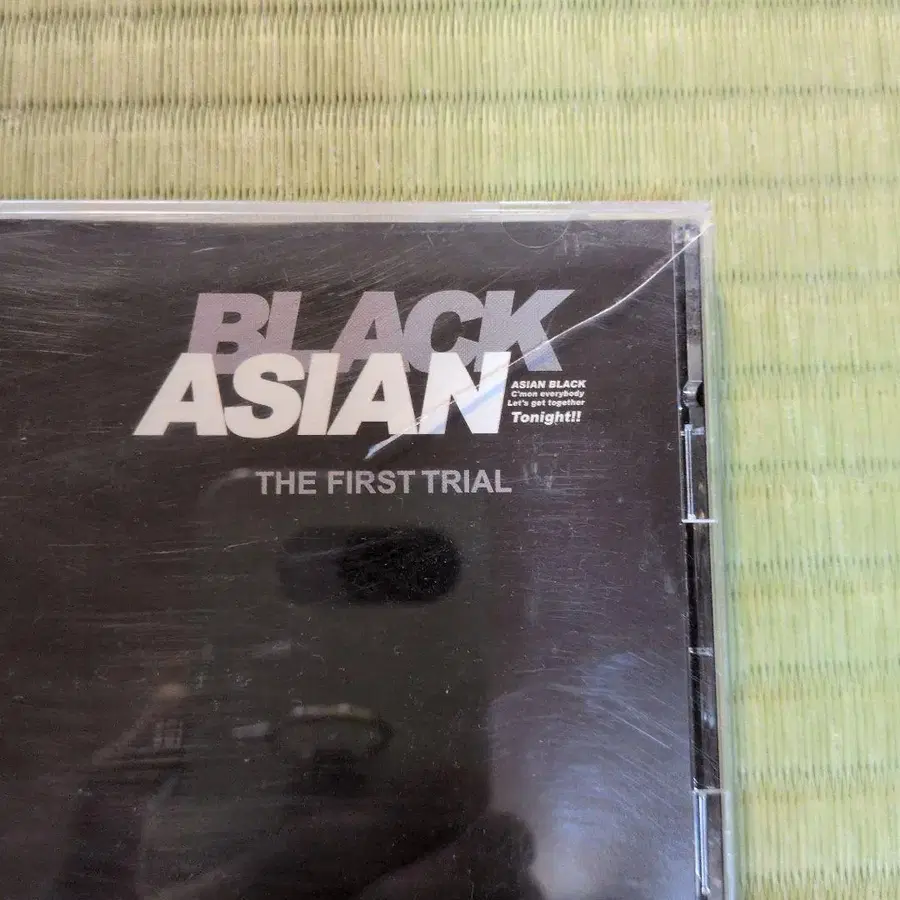 BLACK
ASIAN
ASIAN BLACK
C'mon everybody
Let's get together
Tonight!!
THE FIRST TRIAL